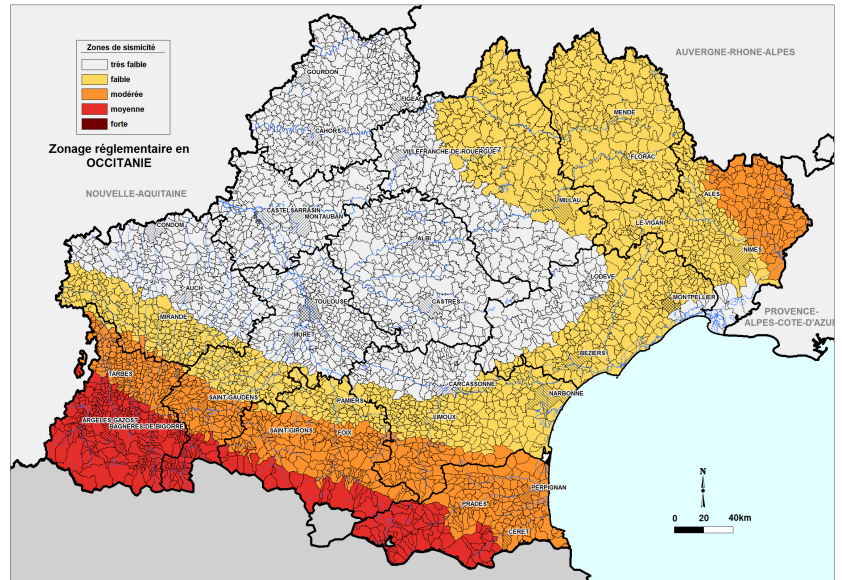 Zones de sismicité
très faible
faible
modérée
moyenne
forte
Zonage réglementaire en
OCCITANIE
AUVERGNE-RHONE-ALPES
NOUVELLE-AQUITAINE
PROVENCE-
ALPES-COTE-D'AZUR
GOURDON
FIGEAC
CAHORS
MENDE
VILLEFRANCHE-DE-ROUERGUE
FLORAC
ALES
MILLAU
CASTELSARRASIN
MONTAUBAN
LE-VIGAN
CONDOM
ALBI
NIMES
LODEVE
AUCH
TOULOUSE
CASTRES
MONTPELLIER
MIRANDE
MURET
BEZIERS
TARBES
CARCASSONNE
NARBONNE
SAINT-GAUDENS
PAMIERS
LIMOUX
ARGELES-GAZOST
BAGNERES-DE-BIGORRE
SAINT-GIRONS
FOIX
PERPIGNAN
PRADES
CERET
N
0 20 40km